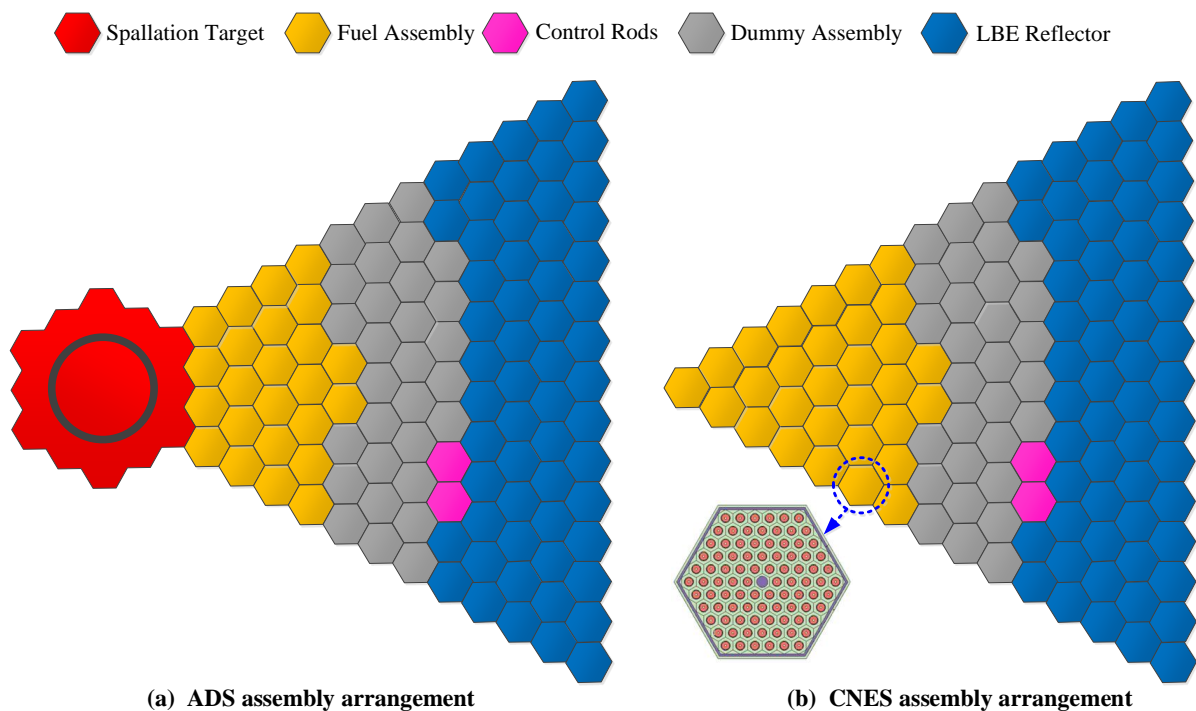 Spallation Target Fuel Assembly Control Rods Dummy Assembly LBE Reflector
(a) ADS assembly arrangement
(b) CNES assembly arrangement